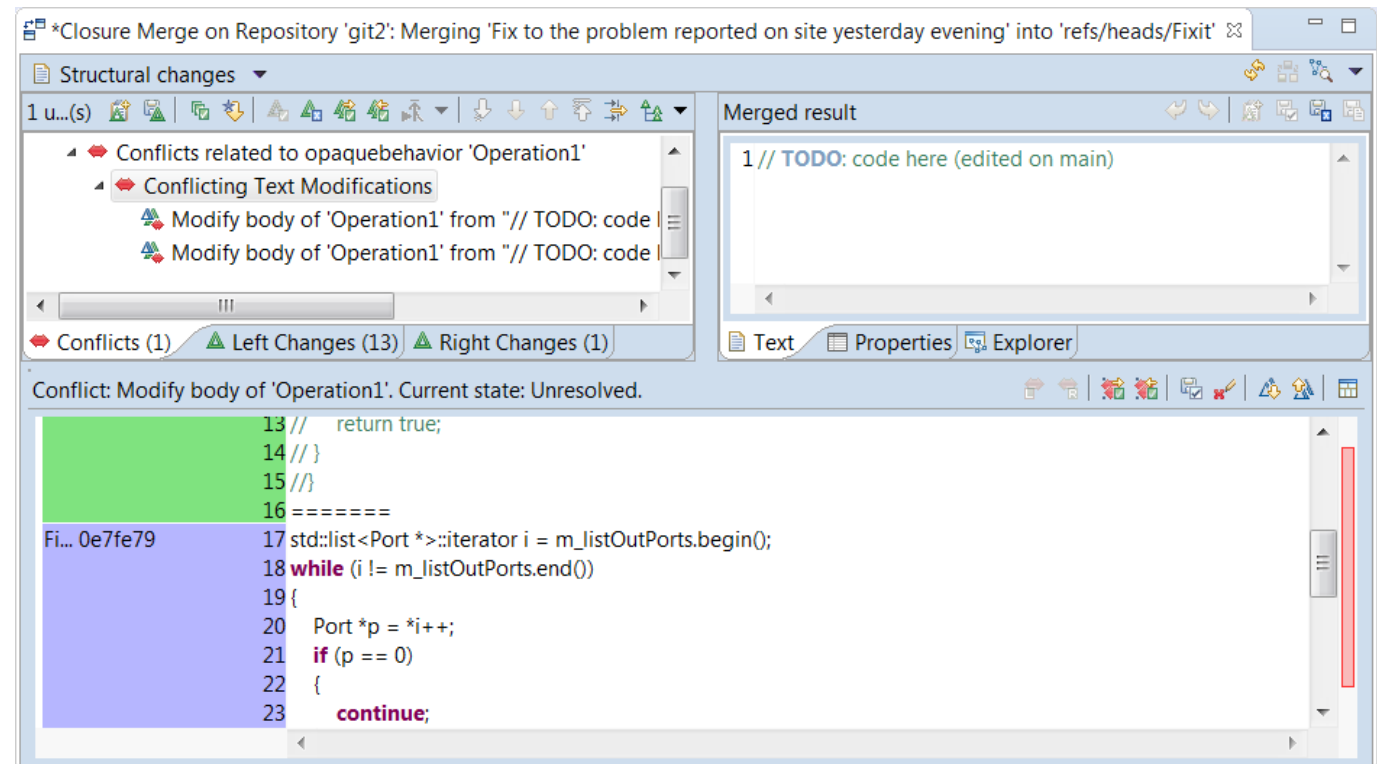 *Closure Merge on Repository 'git2': Merging 'Fix to the problem reported on site yesterday evening' into 'refs/heads/Fixit'
Structural changes
1 u...(s)
Conflicts related to opaquebehavior 'Operation1'
Conflicting Text Modifications
Modify body of 'Operation1' from "// TODO: code
Modify body of 'Operation1' from "// TODO: code
Conflicts (1)
Left Changes (13)
Right Changes (1)
Merged result
1 // TODO: code here (edited on main)
Text
Properties
Explorer
Conflict: Modify body of 'Operation1'. Current state: Unresolved.
13 // return true;
14 // }
15 //}
16 =======
Fi... 0e7fe79 17 std::list<Port *>::iterator i = m_listOutPorts.begin();
18 while (i != m_listOutPorts.end())
19 {
20 Port *p = *i++;
21 if (p == 0)
22 {
23 continue;